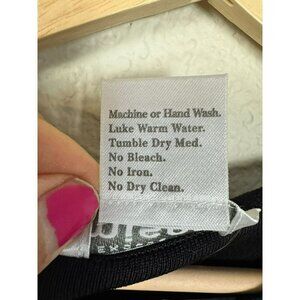 Machine or Hand Wash.
Luke Warm Water.
Tumble Dry Med.
No Bleach.
No Iron.
No Dry Clean.